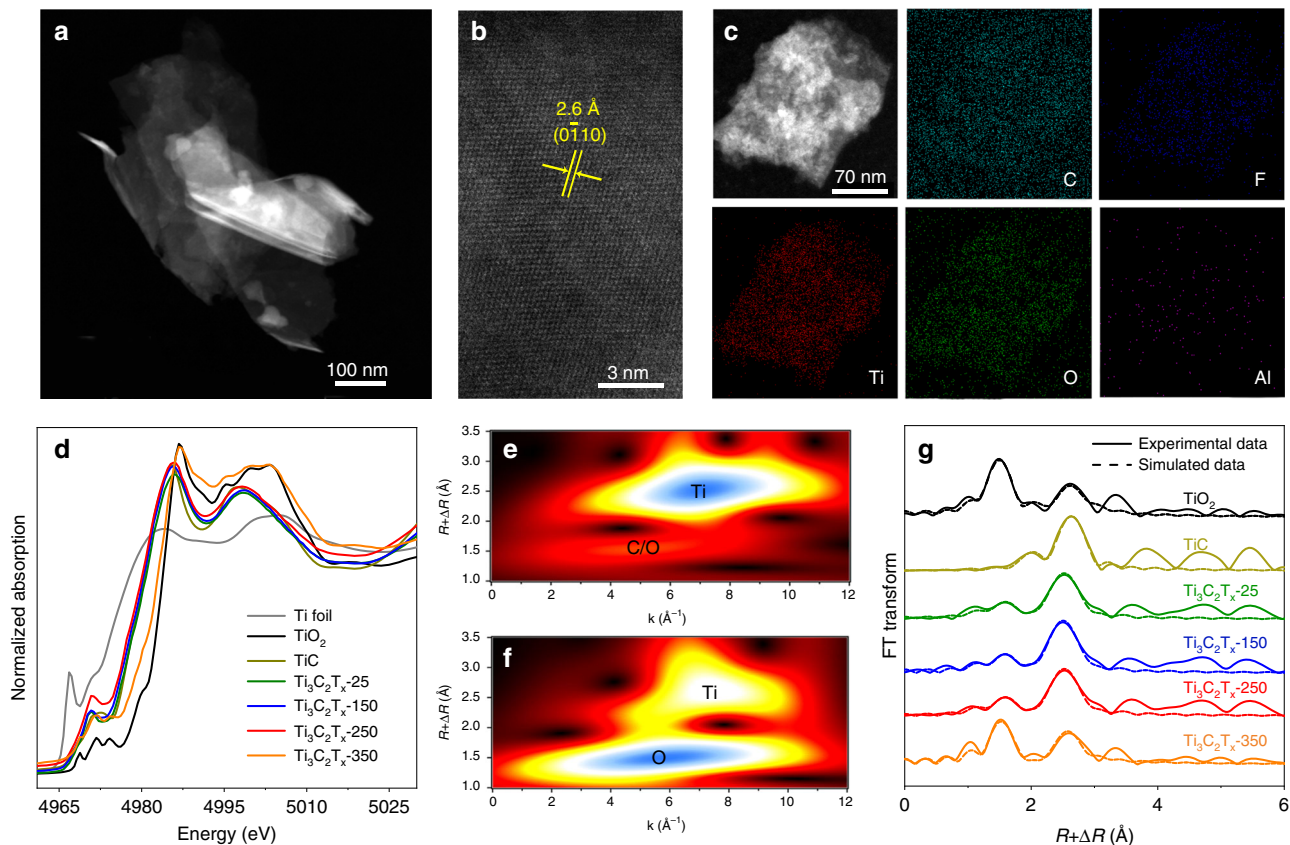 a
100 nm
b
2.6 Å
(01̅10)
3 nm
c
70 nm
C
F
Ti
O
Al
d
Normalized absorption
Ti foil
TiO₂
TiC
Ti₃C₂Tₓ-25
Ti₃C₂Tₓ-150
Ti₃C₂Tₓ-250
Ti₃C₂Tₓ-350
4965 4980 4995 5010 5025
Energy (eV)
e
R+ΔR (Å)
3.5
3.0
2.5
2.0
1.5
1.0
Ti
C/O
0 2 4 6 8 10 12
k (Å⁻¹)
f
R+ΔR (Å)
3.5
3.0
2.5
2.0
1.5
1.0
Ti
O
0 2 4 6 8 10 12
k (Å⁻¹)
g
Experimental data
Simulated data
FT transform
TiO₂
TiC
Ti₃C₂Tₓ-25
Ti₃C₂Tₓ-150
Ti₃C₂Tₓ-250
Ti₃C₂Tₓ-350
0 2 4 6
R+ΔR (Å)